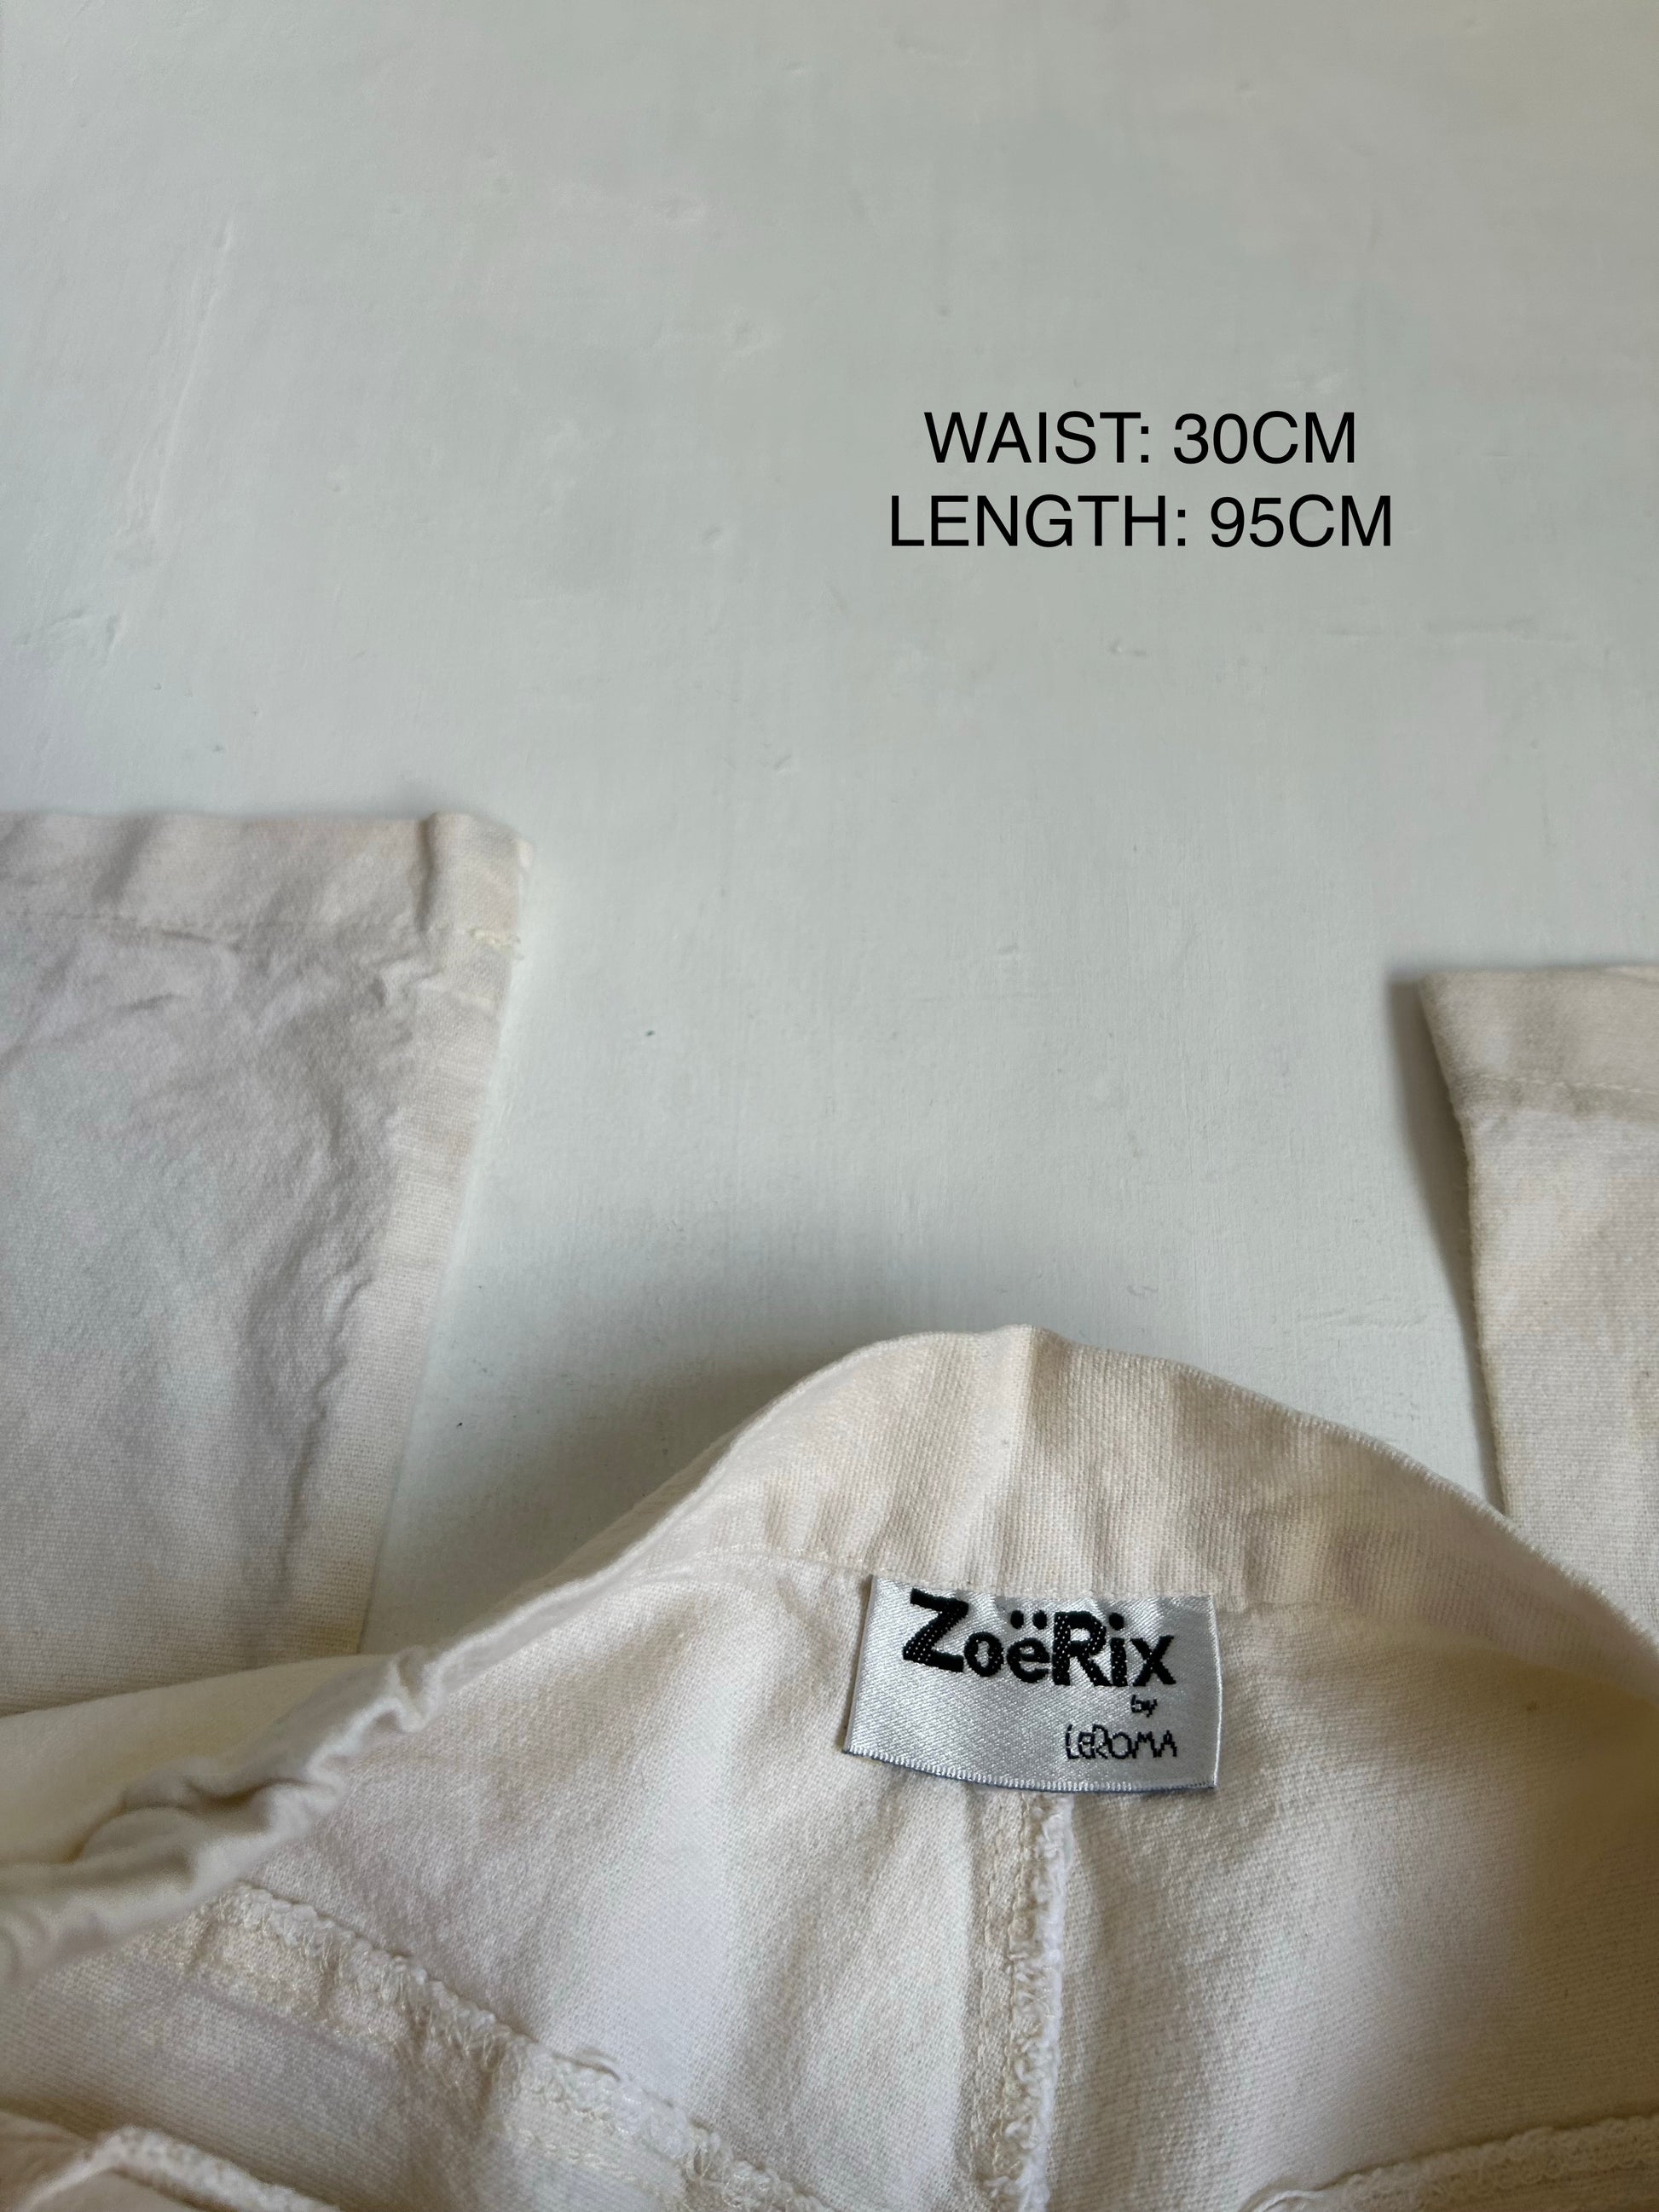 WAIST: 30CM
LENGTH: 95CM
ZoëRix
by
LEROMA